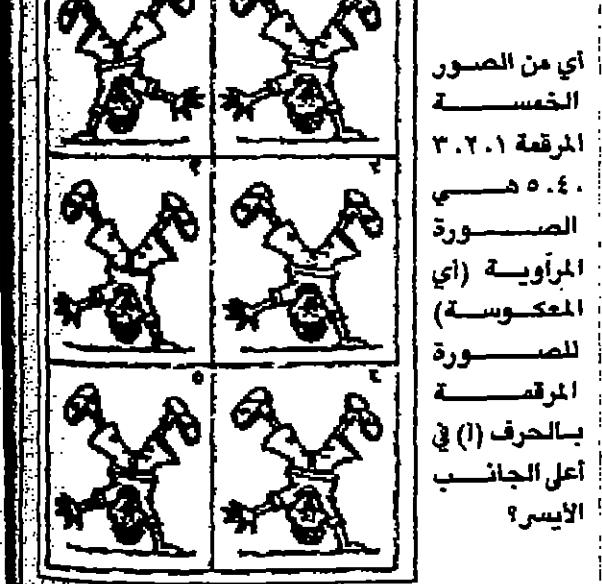 أي من الصور
الخمسة
المرقمة ٣،٢،١
،٥،٤ هي
الصورة
المرآوية (أي
المعكوسة)
للصورة
المرقمة
بالحرف (أ) في
أعلى الجانب
الأيسر؟
٣
٢
٥
٤